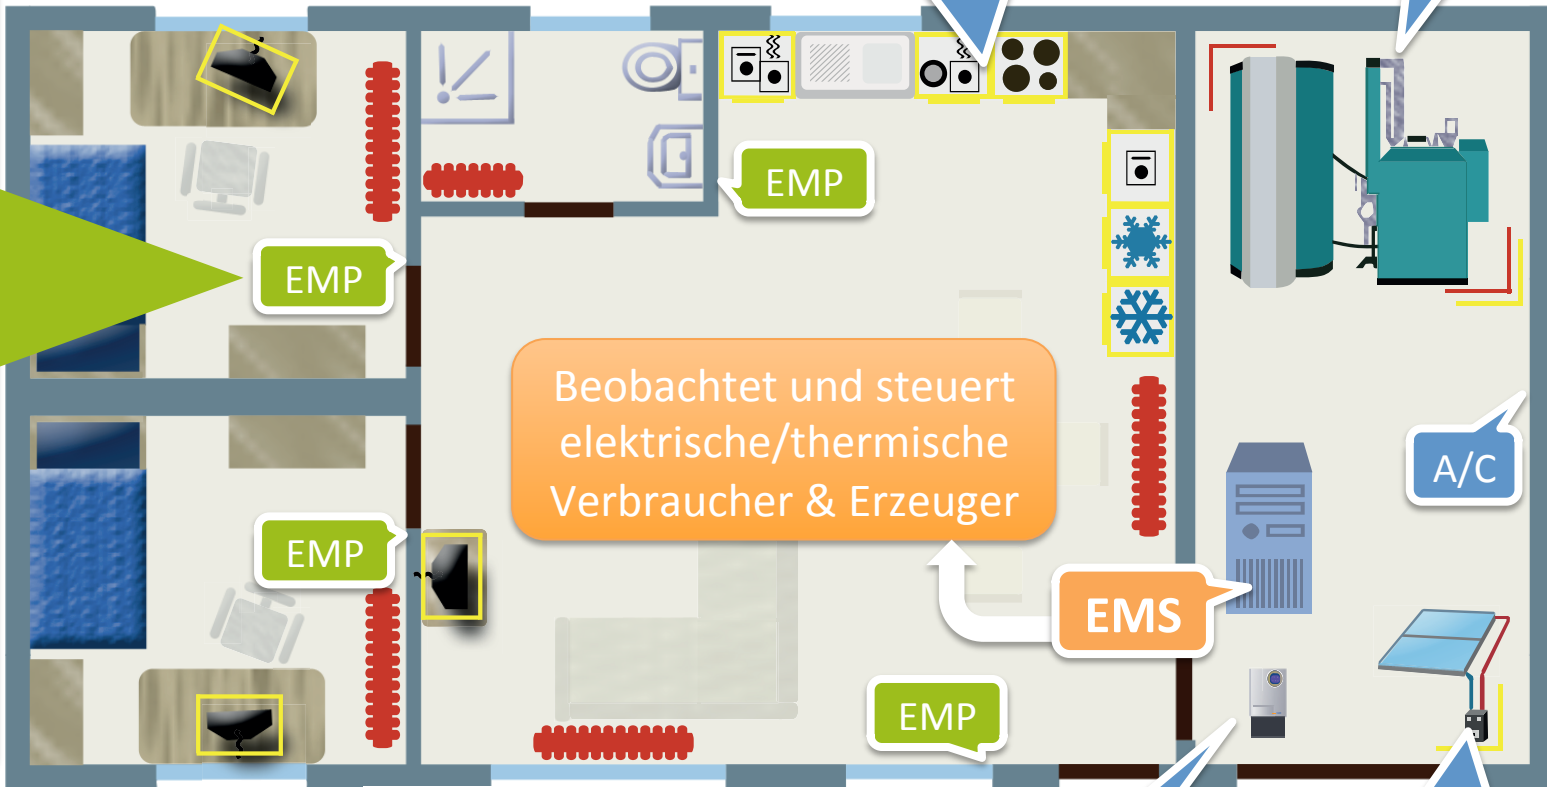 EMP
EMP
Beobachtet und steuert
elektrische/thermische
Verbraucher & Erzeuger
A/C
EMP
EMS
EMP